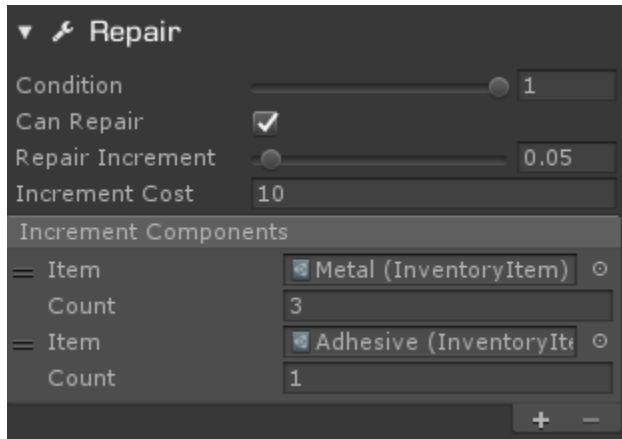 Repair
Condition 1
Can Repair
Repair Increment 0.05
Increment Cost 10
Increment Components
Item Metal (InventoryItem)
Count 3
Item Adhesive (InventoryIte
Count 1
+ −